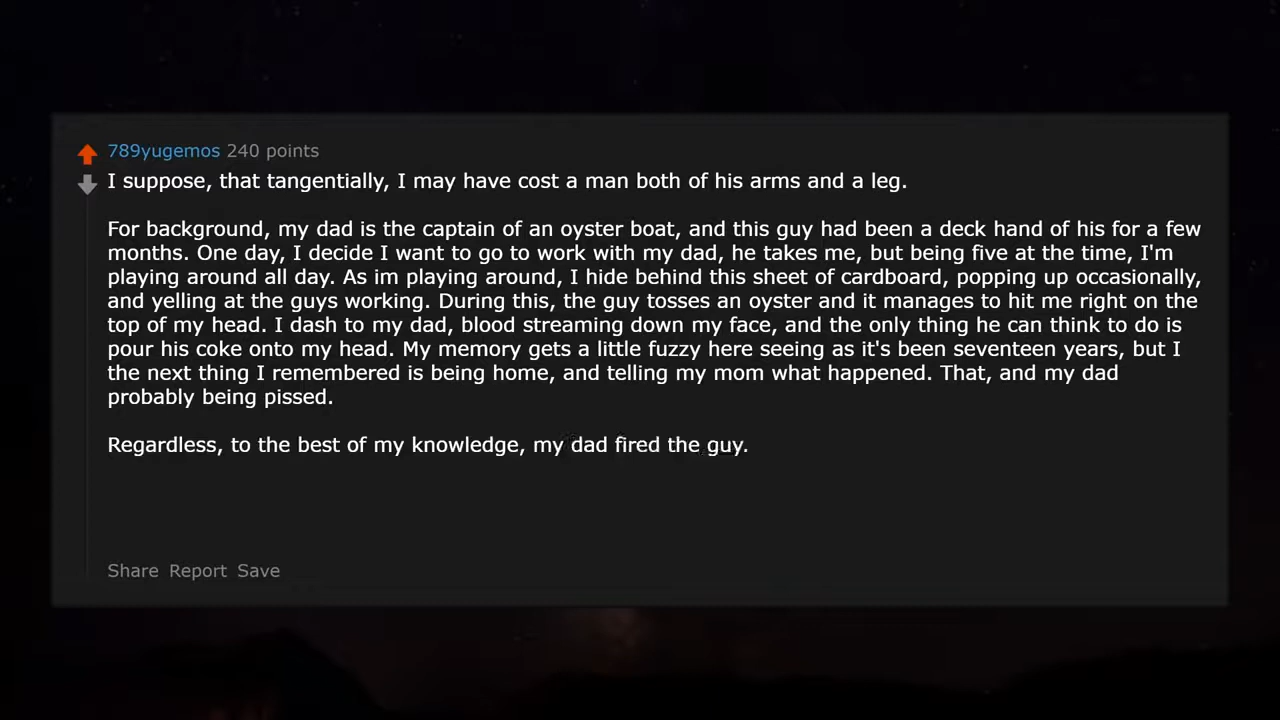 789yugemos 240 points
I suppose, that tangentially, I may have cost a man both of his arms and a leg.
For background, my dad is the captain of an oyster boat, and this guy had been a deck hand of his for a few
months. One day, I decide I want to go to work with my dad, he takes me, but being five at the time, I'm
playing around all day. As im playing around, I hide behind this sheet of cardboard, popping up occasionally,
and yelling at the guys working. During this, the guy tosses an oyster and it manages to hit me right on the
top of my head. I dash to my dad, blood streaming down my face, and the only thing he can think to do is
pour his coke onto my head. My memory gets a little fuzzy here seeing as it's been seventeen years, but I
the next thing I remembered is being home, and telling my mom what happened. That, and my dad
probably being pissed.
Regardless, to the best of my knowledge, my dad fired the guy.
Share Report Save